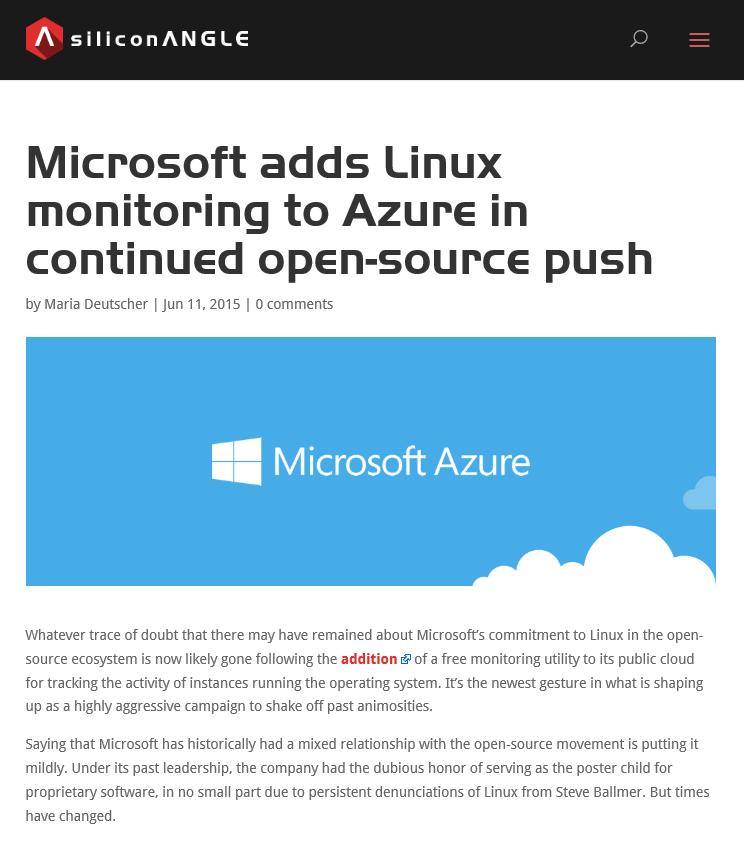 siliconANGLE
Microsoft adds Linux
monitoring to Azure in
continued open-source push
by Maria Deutscher | Jun 11, 2015 | 0 comments
Microsoft Azure
Whatever trace of doubt that there may have remained about Microsoft’s commitment to Linux in the open-
source ecosystem is now likely gone following the addition of a free monitoring utility to its public cloud
for tracking the activity of instances running the operating system. It’s the newest gesture in what is shaping
up as a highly aggressive campaign to shake off past animosities.
Saying that Microsoft has historically had a mixed relationship with the open-source movement is putting it
mildly. Under its past leadership, the company had the dubious honor of serving as the poster child for
proprietary software, in no small part due to persistent denunciations of Linux from Steve Ballmer. But times
have changed.